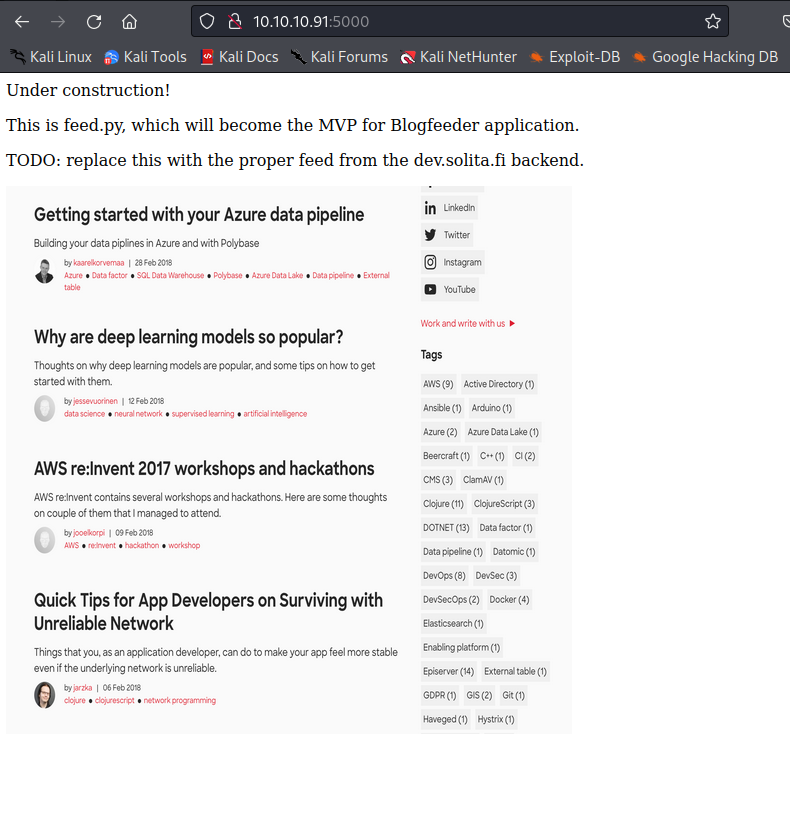 10.10.10.91:5000
Kali Linux Kali Tools Kali Docs Kali Forums Kali NetHunter Exploit-DB Google Hacking DB
Under construction!
This is feed.py, which will become the MVP for Blogfeeder application.
TODO: replace this with the proper feed from the dev.solita.fi backend.
Getting started with your Azure data pipeline
Building your data piplines in Azure and with Polybase
by kaarelkorvemaa | 28 Feb 2018
Azure ● Data factor ● SQL Data Warehouse ● Polybase ● Azure Data Lake ● Data pipeline ● External
table
Why are deep learning models so popular?
Thoughts on why deep learning models are popular, and some tips on how to get
started with them.
by jessevuorinen | 12 Feb 2018
data science ● neural network ● supervised learning ● artificial intelligence
AWS re:Invent 2017 workshops and hackathons
AWS re:Invent contains several workshops and hackathons. Here are some thoughts
on couple of them that I managed to attend.
by jooelkorpi | 09 Feb 2018
AWS ● re:Invent ● hackathon ● workshop
Quick Tips for App Developers on Surviving with
Unreliable Network
Things that you, as an application developer, can do to make your app feel more stable
even if the underlying network is unreliable.
by jarzka | 06 Feb 2018
clojure ● clojurescript ● network programming
LinkedIn
Twitter
Instagram
YouTube
Work and write with us ▶
Tags
AWS (9) Active Directory (1)
Ansible (1) Arduino (1)
Azure (2) Azure Data Lake (1)
Beercraft (1) C++ (1) CI (2)
CMS (3) ClamAV (1)
Clojure (11) ClojureScript (3)
DOTNET (13) Data factor (1)
Data pipeline (1) Datomic (1)
DevOps (8) DevSec (3)
DevSecOps (2) Docker (4)
Elasticsearch (1)
Enabling platform (1)
Episerver (14) External table (1)
GDPR (1) GIS (2) Git (1)
Haveged (1) Hystrix (1)